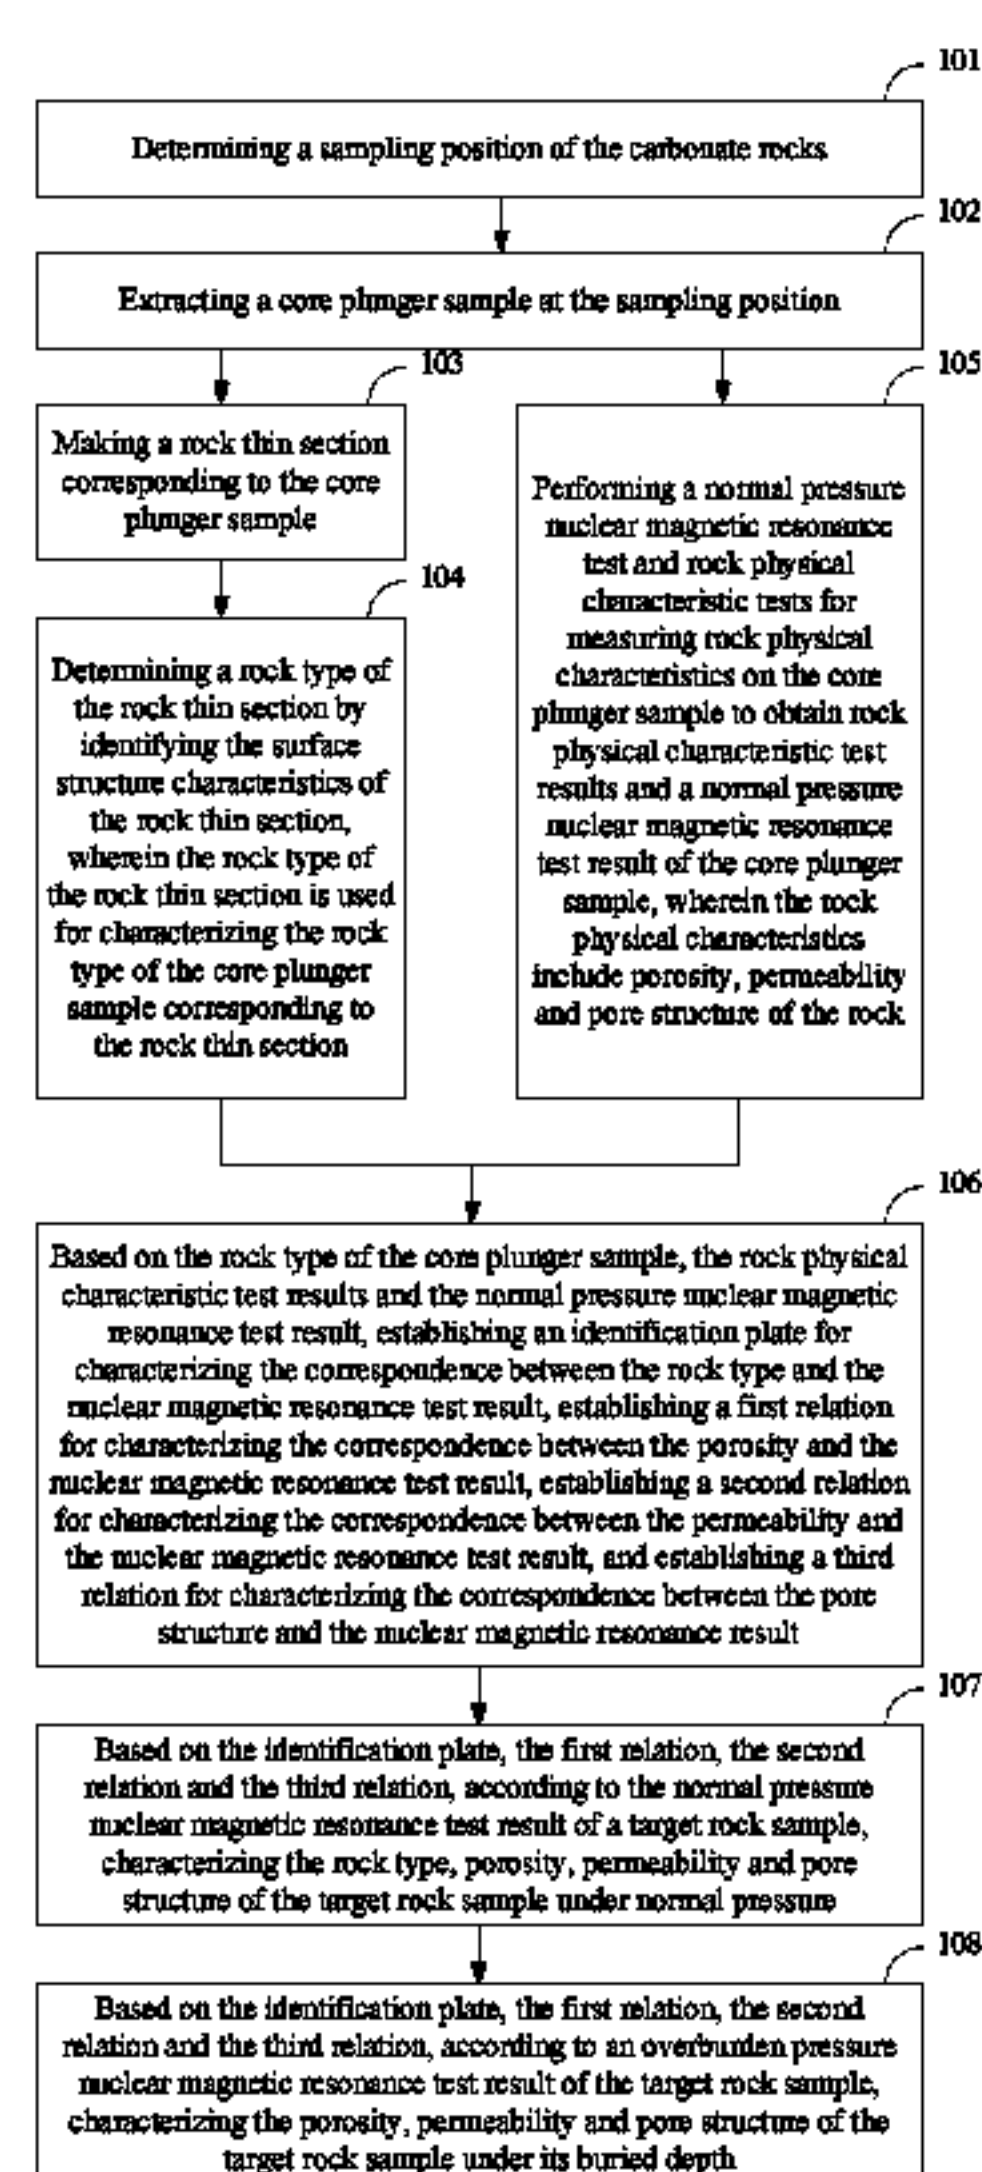 101
Determining a sampling position of the carbonate rocks
102
Extracting a core plunger sample at the sampling position
103
Making a rock thin section
corresponding to the core
plunger sample
104
Determining a rock type of
the rock thin section by
identifying the surface
structure characteristics of
the rock thin section,
wherein the rock type of
the rock thin section is used
for characterizing the rock
type of the core plunger
sample corresponding to
the rock thin section
105
Performing a normal pressure
nuclear magnetic resonance
test and rock physical
characteristic tests for
measuring rock physical
characteristics on the core
plunger sample to obtain rock
physical characteristic test
results and a normal pressure
nuclear magnetic resonance
test result of the core plunger
sample, wherein the rock
physical characteristics
include porosity, permeability
and pore structure of the rock
106
Based on the rock type of the core plunger sample, the rock physical
characteristic test results and the normal pressure nuclear magnetic
resonance test result, establishing an identification plate for
characterizing the correspondence between the rock type and the
nuclear magnetic resonance test result, establishing a first relation
for characterizing the correspondence between the porosity and the
nuclear magnetic resonance test result, establishing a second relation
for characterizing the correspondence between the permeability and
the nuclear magnetic resonance test result, and establishing a third
relation for characterizing the correspondence between the pore
structure and the nuclear magnetic resonance result
107
Based on the identification plate, the first relation, the second
relation and the third relation, according to the normal pressure
nuclear magnetic resonance test result of a target rock sample,
characterizing the rock type, porosity, permeability and pore
structure of the target rock sample under normal pressure
108
Based on the identification plate, the first relation, the second
relation and the third relation, according to an overburden pressure
nuclear magnetic resonance test result of the target rock sample,
characterizing the porosity, permeability and pore structure of the
target rock sample under its buried depth